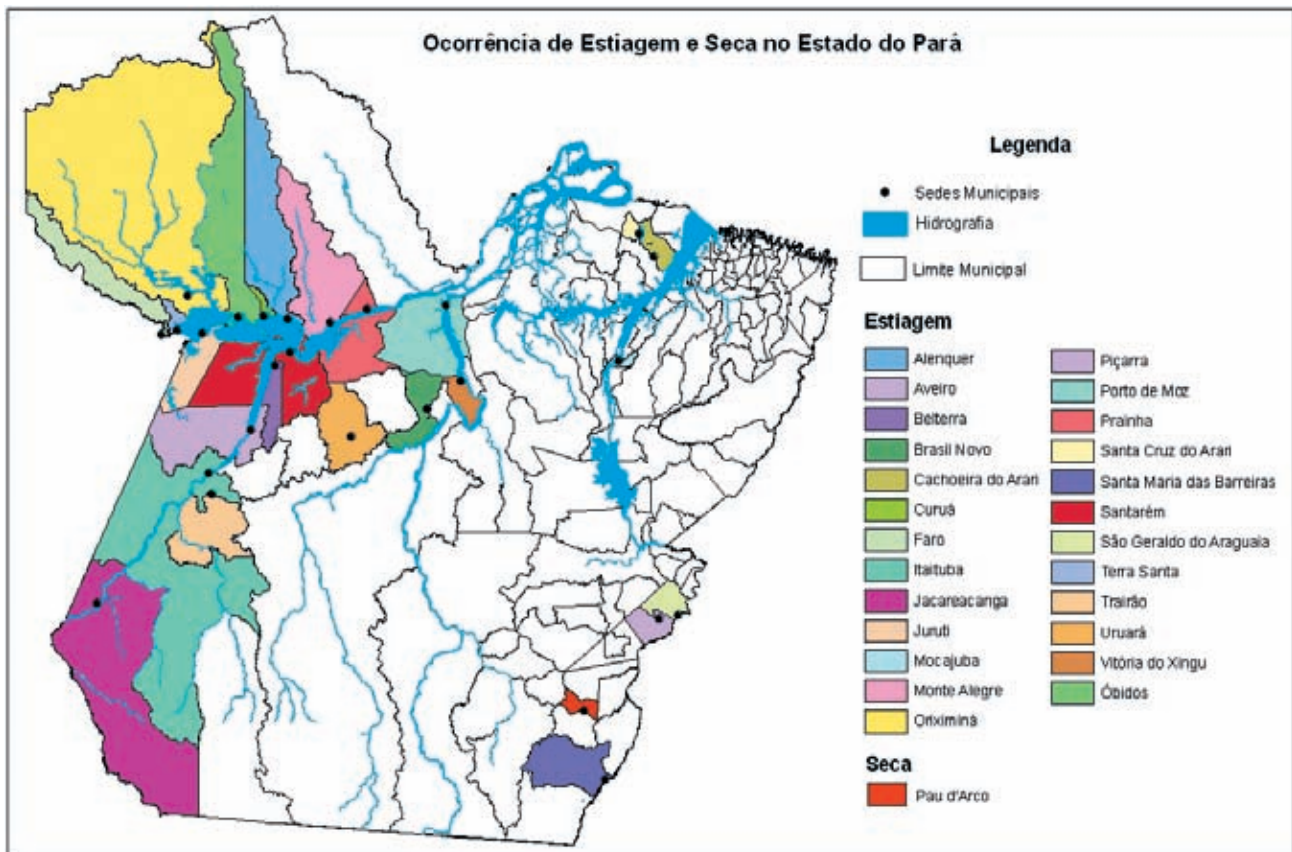 Ocorrência de Estiagem e Seca no Estado do Pará
Legenda
Sedes Municipais
Hidrografia
Limite Municipal
Estiagem
Alenquer
Aveiro
Belterra
Brasil Novo
Cachoeira do Arari
Curuá
Faro
Itaituba
Jacareacanga
Juruti
Mocajuba
Monte Alegre
Oriximiná
Piçarra
Porto de Moz
Prainha
Santa Cruz do Arari
Santa Maria das Barreiras
Santarém
São Geraldo do Araguaia
Terra Santa
Trairão
Uruará
Vitória do Xingu
Óbidos
Seca
Pau d'Arco